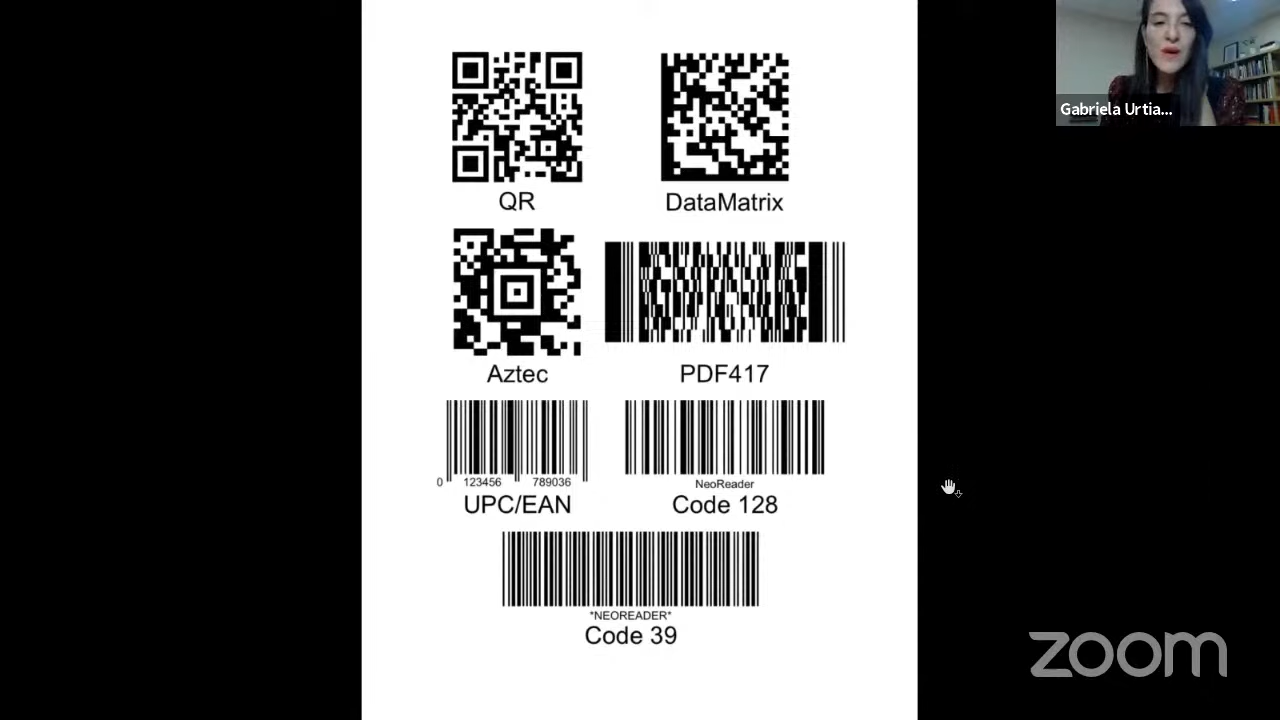 Gabriela Urtia...
QR
DataMatrix
Aztec
PDF417
0 123456 789036
UPC/EAN
NeoReader
Code 128
*NEOREADER*
Code 39
zoom